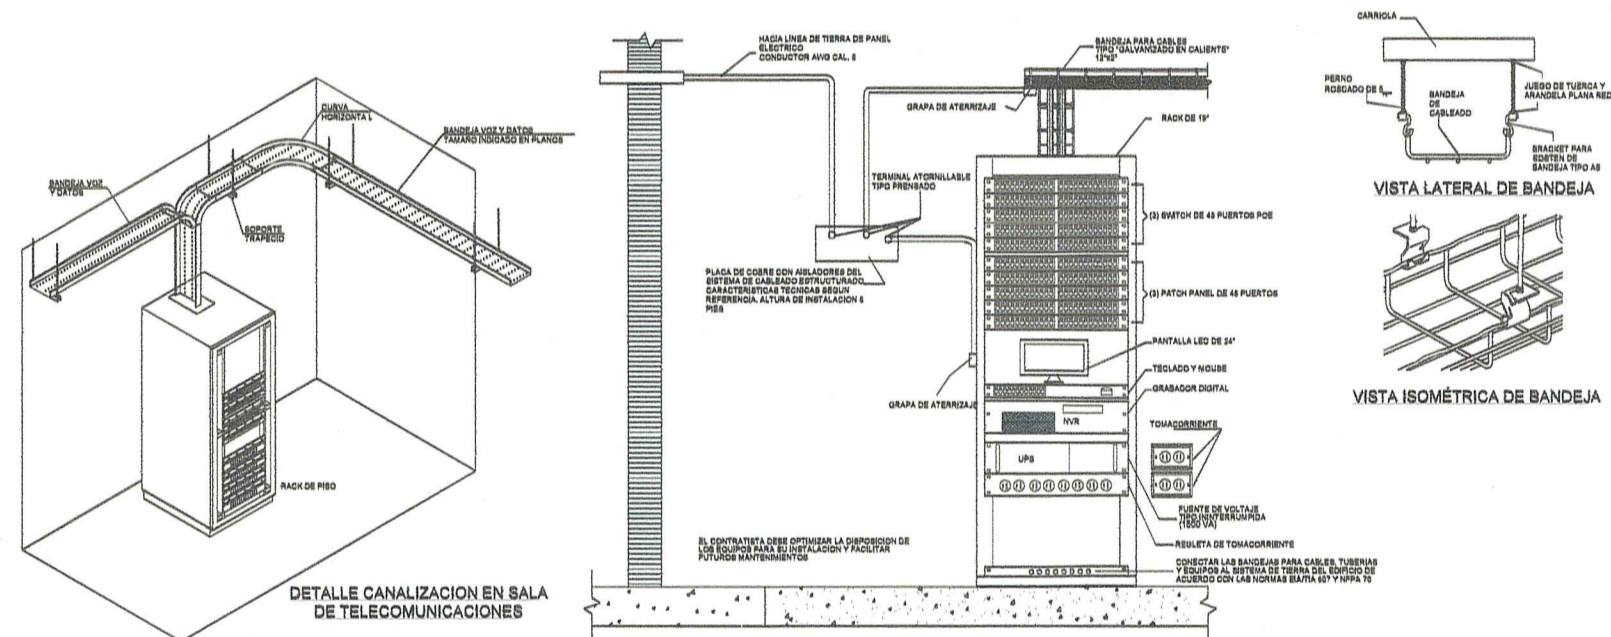 BANDEJA VOZ
Y DATOS
CURVA
HORIZONTAL
BANDEJA VOZ Y DATOS
TAMAÑO INDICADO EN PLANOS
SOPORTE
TRAPECIO
RACK DE PISO
DETALLE CANALIZACION EN SALA
DE TELECOMUNICACIONES
HACIA LINEA DE TIERRA DE PANEL
ELECTRICO
CONDUCTOR AWG CAL. 6
BANDEJA PARA CABLES
TIPO "GALVANIZADO EN CALIENTE"
12"x2"
GRAPA DE ATERRIZAJE
RACK DE 19"
TERMINAL ATORNILLABLE
TIPO PRENSADO
(3) SWITCH DE 48 PUERTOS POE
PLACA DE COBRE CON AISLADORES DEL
SISTEMA DE CABLEADO ESTRUCTURADO
CARACTERISTICAS TECNICAS SEGUN
REFERENCIA. ALTURA DE INSTALACION 6
PIES
(3) PATCH PANEL DE 48 PUERTOS
PANTALLA LED DE 24"
TECLADO Y MOUSE
GRABADOR DIGITAL
GRAPA DE ATERRIZAJE
NVR
TOMACORRIENTE
UPS
FUENTE DE VOLTAJE
TIPO ININTERRUMPIDA
(1500 VA)
REGLETA DE TOMACORRIENTE
EL CONTRATISTA DEBE OPTIMIZAR LA DISPOSICION DE
LOS EQUIPOS PARA SU INSTALACION Y FACILITAR
FUTUROS MANTENIMIENTOS
CONECTAR LAS BANDEJAS PARA CABLES, TUBERIAS
Y EQUIPOS AL SISTEMA DE TIERRA DEL EDIFICIO DE
ACUERDO CON LAS NORMAS EIA/TIA 607 Y NFPA 70
CARRIOLA
PERNO
ROSCADO DE
BANDEJA
DE
CABLEADO
JUEGO DE TUERCA Y
ARANDELA PLANA RED
BRACKET PARA
SOSTEN DE
BANDEJA TIPO AS
VISTA LATERAL DE BANDEJA
VISTA ISOMÉTRICA DE BANDEJA